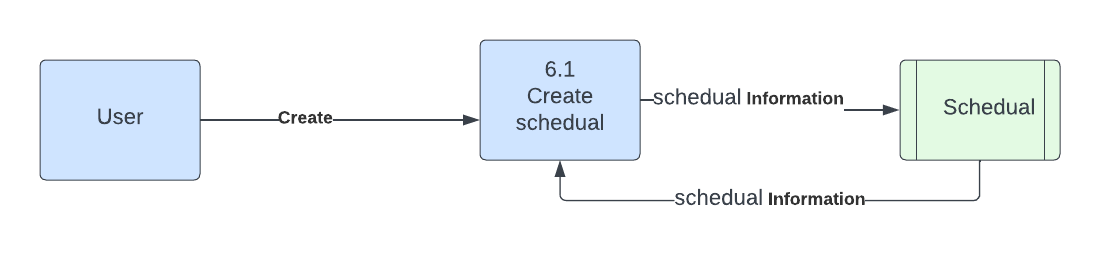 User
Create
6.1
Create
schedual
schedual Information
Schedual
schedual Information